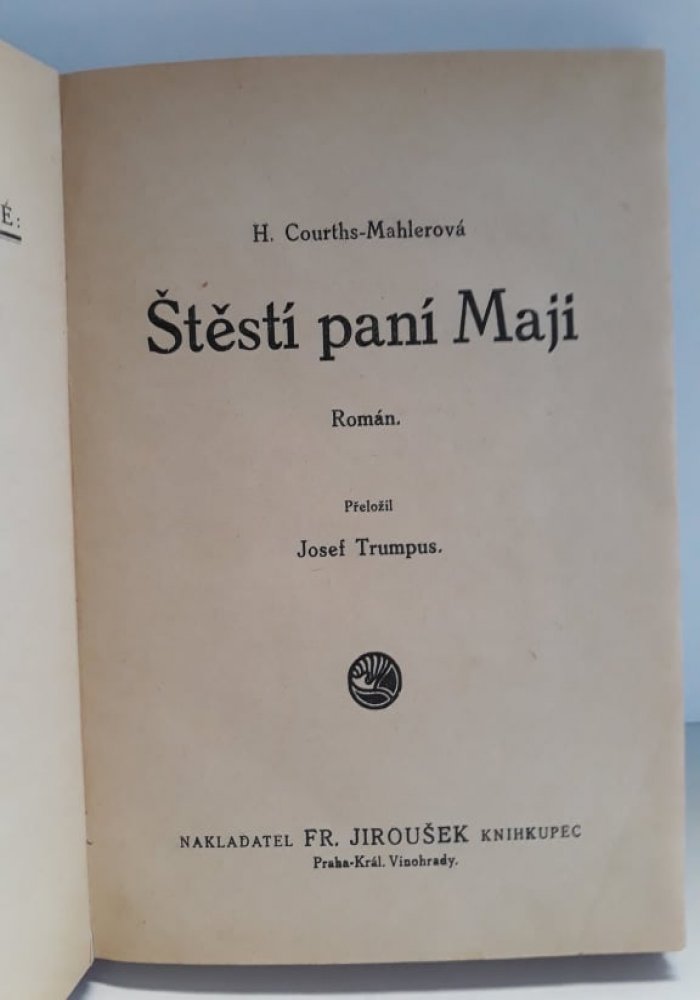 É:
H. Courths-Mahlerová
Štěstí paní Maji
Román.
Přeložil
Josef Trumpus.
NAKLADATEL FR. JIROUŠEK KNIHKUPEC
Praha-Král. Vinohrady.